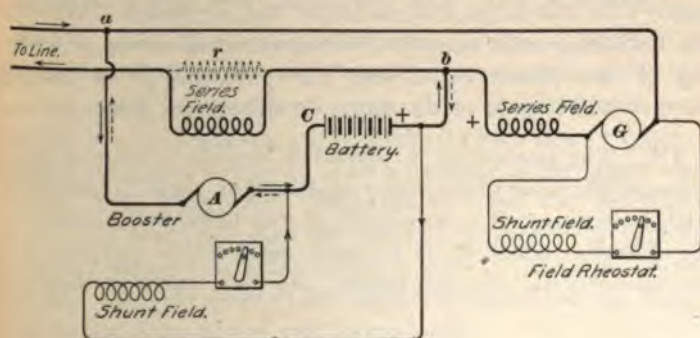 a
To Line.
r
Series
Field.
b
C
+
Battery.
+
Series Field.
G
A
Booster
Shunt Field.
Field Rheostat.
Shunt Field.